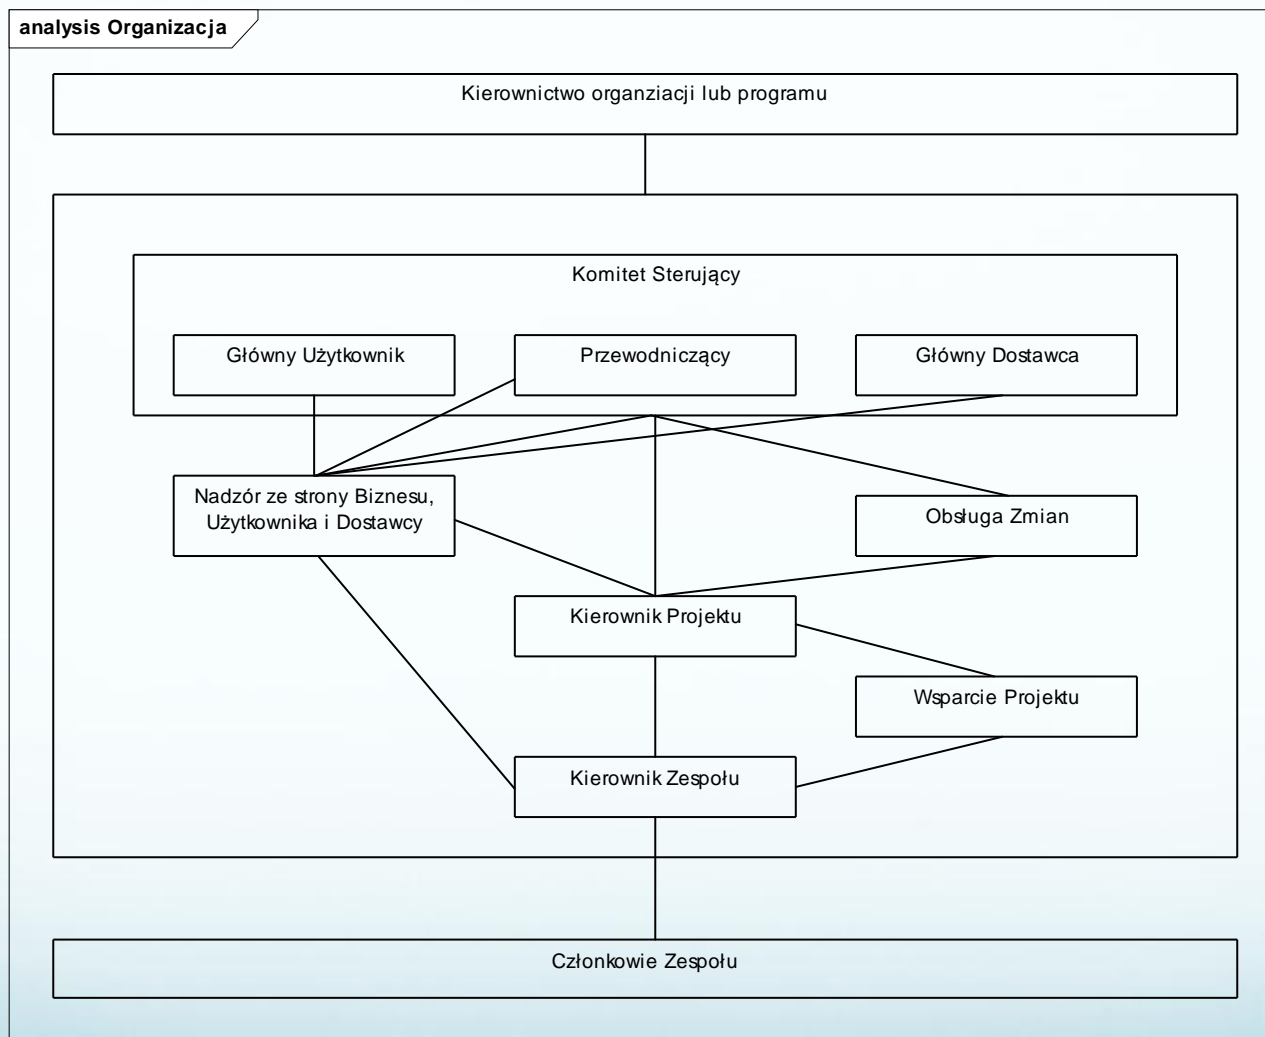 analysis Organizacja
Kierownictwo organziacji lub programu
Komitet Sterujący
Główny Użytkownik
Przewodniczący
Główny Dostawca
Nadzór ze strony Biznesu,
Użytkownika i Dostawcy
Obsługa Zmian
Kierownik Projektu
Wsparcie Projektu
Kierownik Zespołu
Członkowie Zespołu